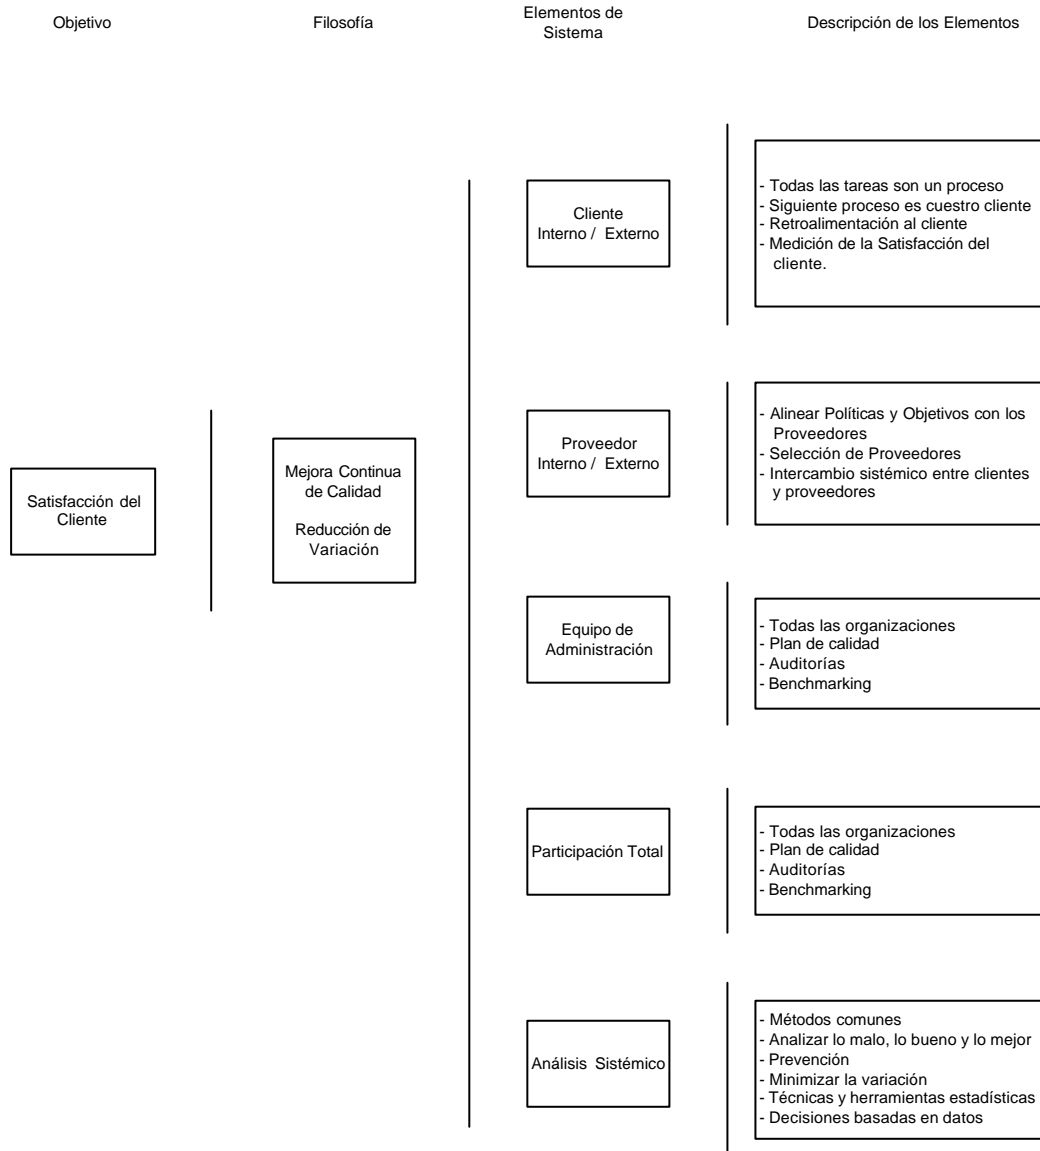 Objetivo
Filosofía
Elementos de
Sistema
Descripción de los Elementos
Satisfacción del
Cliente
Mejora Continua
de Calidad
Reducción de
Variación
Cliente
Interno / Externo
- Todas las tareas son un proceso
- Siguiente proceso es cuestro cliente
- Retroalimentación al cliente
- Medición de la Satisfacción del
cliente.
Proveedor
Interno / Externo
- Alinear Políticas y Objetivos con los
Proveedores
- Selección de Proveedores
- Intercambio sistémico entre clientes
y proveedores
Equipo de
Administración
- Todas las organizaciones
- Plan de calidad
- Auditorías
- Benchmarking
Participación Total
- Todas las organizaciones
- Plan de calidad
- Auditorías
- Benchmarking
Análisis Sistémico
- Métodos comunes
- Analizar lo malo, lo bueno y lo mejor
- Prevención
- Minimizar la variación
- Técnicas y herramientas estadísticas
- Decisiones basadas en datos